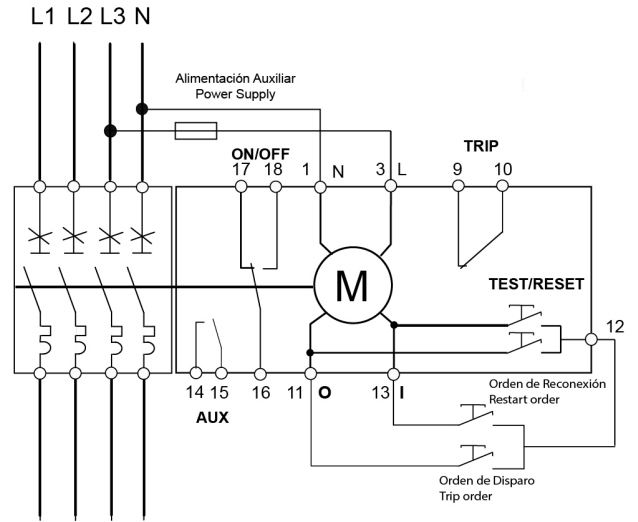 L1 L2 L3 N
Alimentación Auxiliar
Power Supply
ON/OFF
TRIP
17 18 1 N 3 L 9 10
M
TEST/RESET
12
14 15 16 11 O 13 I
AUX
Orden de Reconexión
Restart order
Orden de Disparo
Trip order